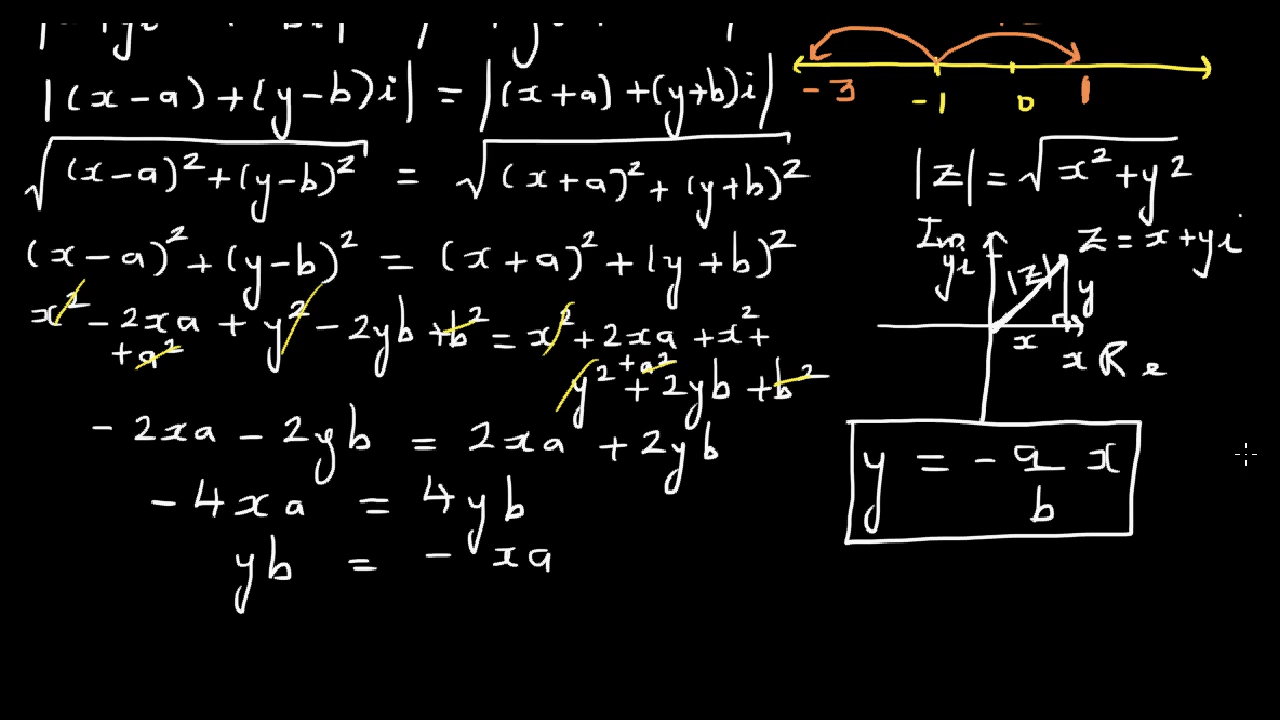 |(x-a)+(y-b)i| = |(x+a)+(y+b)i|
√(x-a)²+(y-b)² = √(x+a)²+(y+b)²
(x-a)²+(y-b)² = (x+a)²+(y+b)²
x²-2xa+y²-2yb+b² = x²+2xa+x²+
+a²
+a²
y²+2yb+b²
-2xa-2yb = 2xa+2yb
-4xa = 4yb
yb = -xa
-3 -1 0 1
|z| = √x²+y²
Im
yi
|z|
z = x+yi
y
x
x Re
y = -a/b x